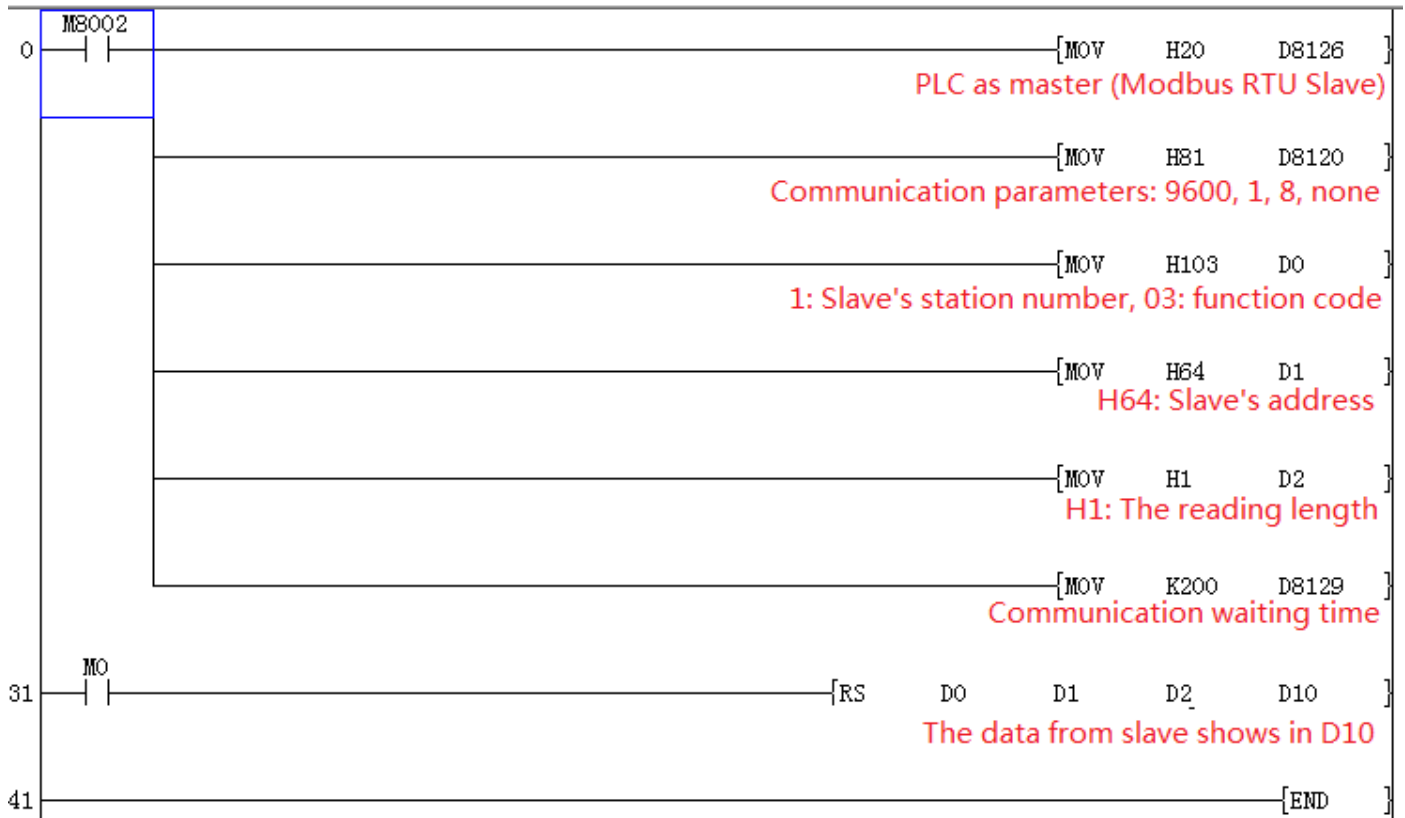 M8002
0 [MOV H20 D8126 ]
PLC as master (Modbus RTU Slave)
[MOV H81 D8120 ]
Communication parameters: 9600, 1, 8, none
[MOV H103 D0 ]
1: Slave's station number, 03: function code
[MOV H64 D1 ]
H64: Slave's address
[MOV H1 D2 ]
H1: The reading length
[MOV K200 D8129 ]
Communication waiting time
M0
31 [RS D0 D1 D2 D10 ]
The data from slave shows in D10
41 [END ]